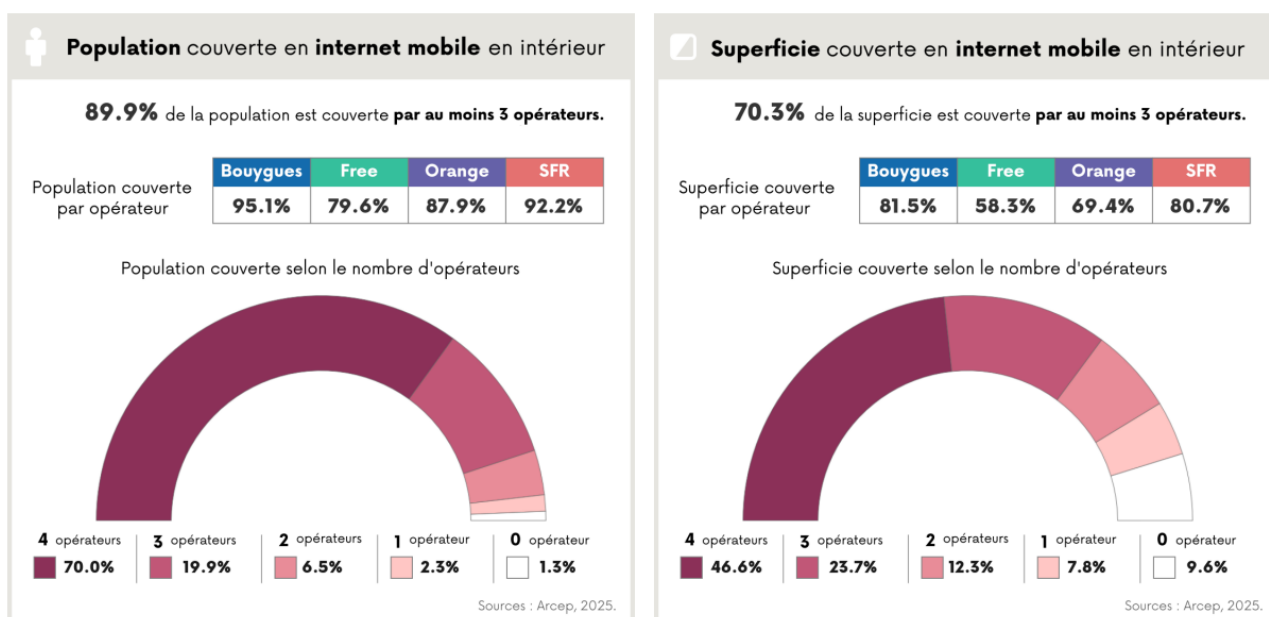 Population couverte en internet mobile en intérieur
89.9% de la population est couverte par au moins 3 opérateurs.
Bouygues Free Orange SFR
Population couverte
par opérateur
95.1% 79.6% 87.9% 92.2%
Population couverte selon le nombre d'opérateurs
4 opérateurs 3 opérateurs 2 opérateurs 1 opérateur 0 opérateur
70.0% 19.9% 6.5% 2.3% 1.3%
Sources : Arcep, 2025.
Superficie couverte en internet mobile en intérieur
70.3% de la superficie est couverte par au moins 3 opérateurs.
Bouygues Free Orange SFR
Superficie couverte
par opérateur
81.5% 58.3% 69.4% 80.7%
Superficie couverte selon le nombre d'opérateurs
4 opérateurs 3 opérateurs 2 opérateurs 1 opérateur 0 opérateur
46.6% 23.7% 12.3% 7.8% 9.6%
Sources : Arcep, 2025.